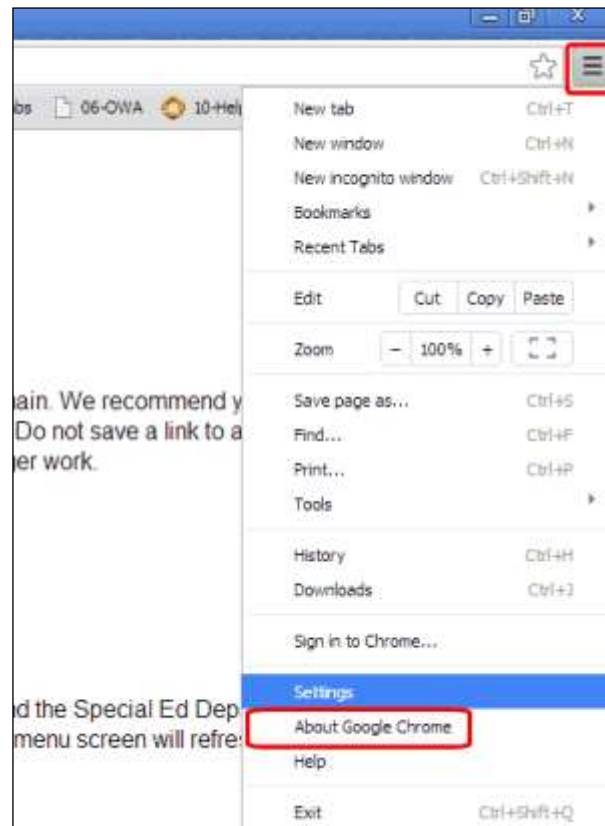 bs 06-OWA 10-Help
New tab Ctrl+T
New window Ctrl+N
New incognito window Ctrl+Shift+N
Bookmarks
Recent Tabs
Edit Cut Copy Paste
Zoom − 100% +
ain. We recommend y
Save page as... Ctrl+S
Do not save a link to a
Find... Ctrl+F
er work.
Print... Ctrl+P
Tools
History Ctrl+H
Downloads Ctrl+J
Sign in to Chrome...
Settings
d the Special Ed Dep
About Google Chrome
menu screen will refre
Help
Exit Ctrl+Shift+Q